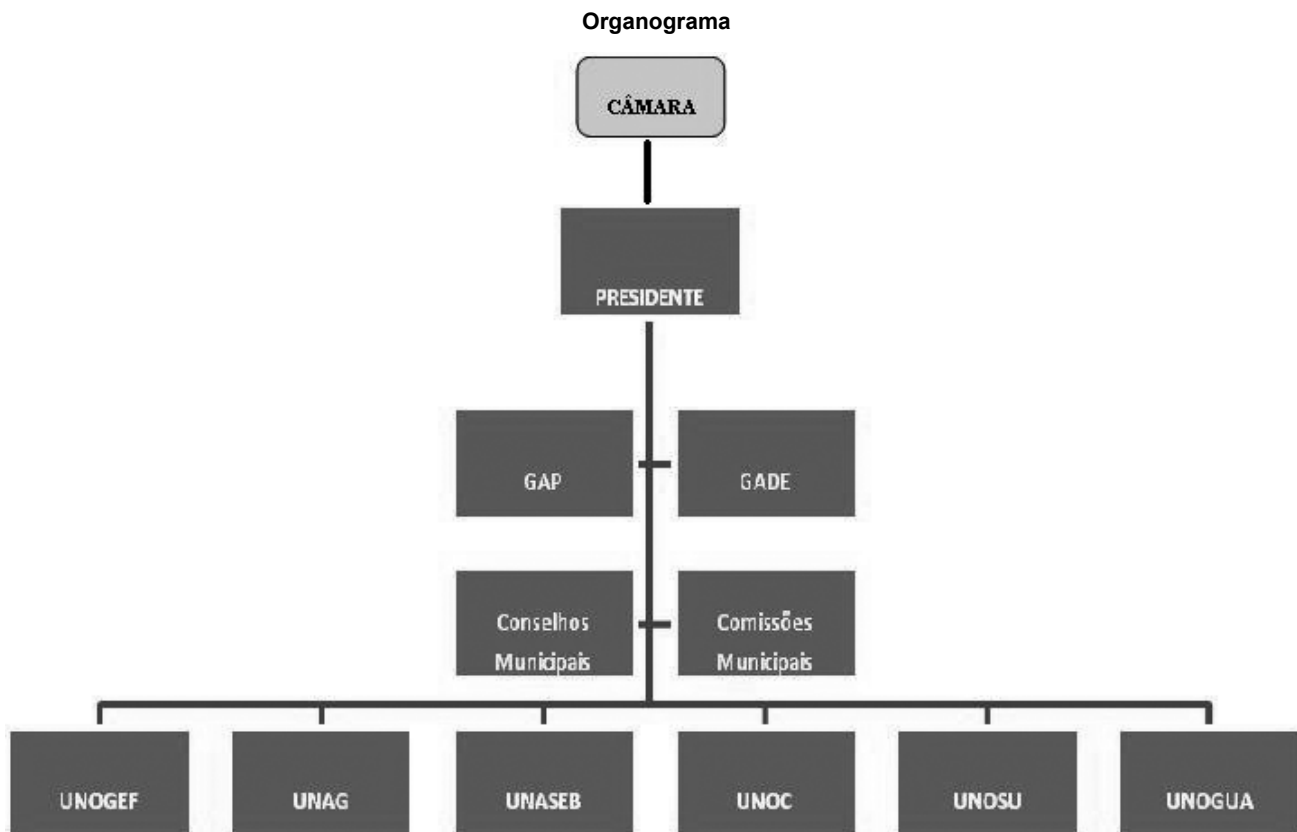 Organograma
CÂMARA
PRESIDENTE
GAP
GADE
Conselhos
Municipais
Comissões
Municipais
UNOGEF
UNAG
UNASEB
UNOC
UNOSU
UNOGUA